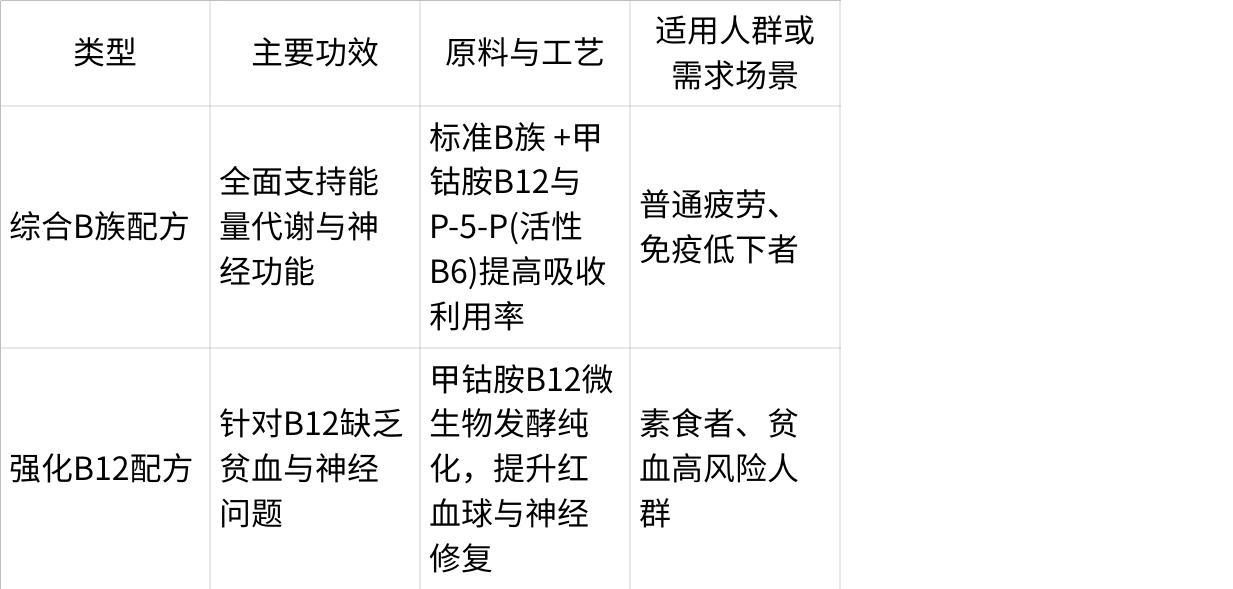 类型
主要功效
原料与工艺
适用人群或
需求场景
综合B族配方
全面支持能
量代谢与神
经功能
标准B族 +甲
钴胺B12与
P-5-P(活性
B6)提高吸收
利用率
普通疲劳、
免疫低下者
强化B12配方
针对B12缺乏
贫血与神经
问题
甲钴胺B12微
生物发酵纯
化，提升红
血球与神经
修复
素食者、贫
血高风险人
群